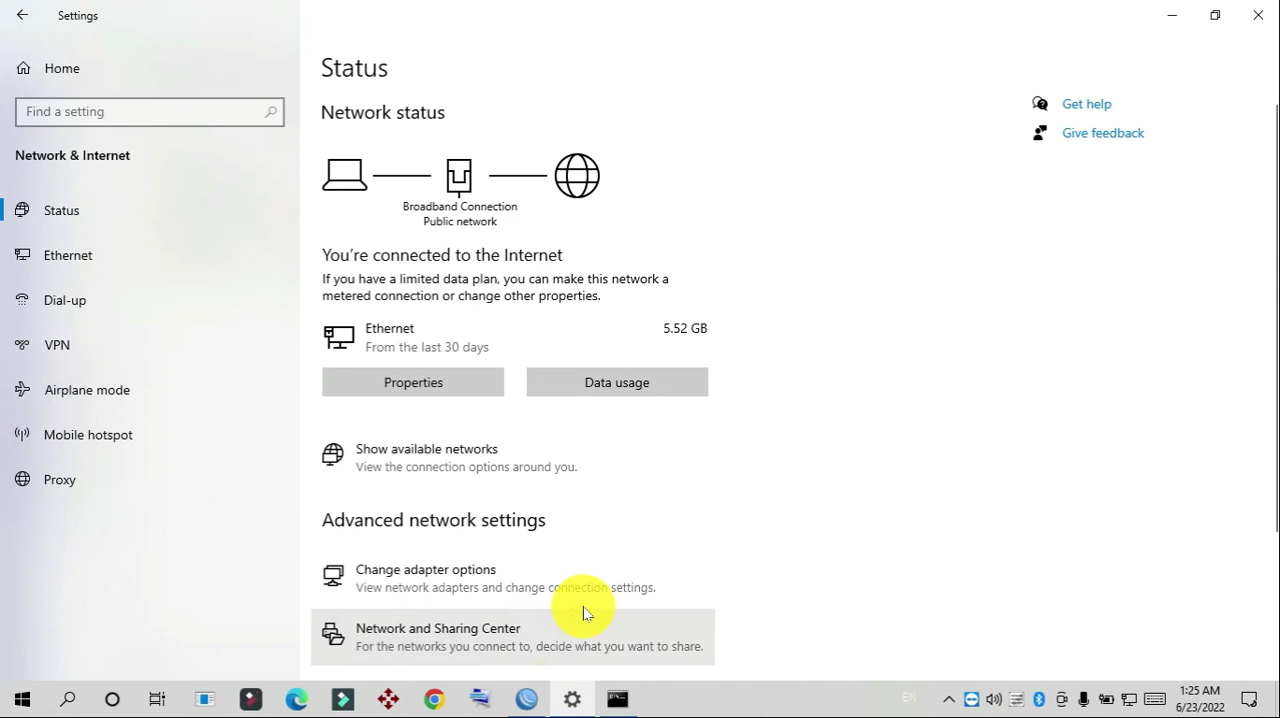 Settings
Home
Find a setting
Network & Internet
Status
Ethernet
Dial-up
VPN
Airplane mode
Mobile hotspot
Proxy
Status
Network status
Broadband Connection
Public network
You're connected to the Internet
If you have a limited data plan, you can make this network a
metered connection or change other properties.
Ethernet 5.52 GB
From the last 30 days
Properties Data usage
Show available networks
View the connection options around you.
Advanced network settings
Change adapter options
View network adapters and change connection settings.
Network and Sharing Center
For the networks you connect to, decide what you want to share.
Get help
Give feedback
EN
1:25 AM
6/23/2022